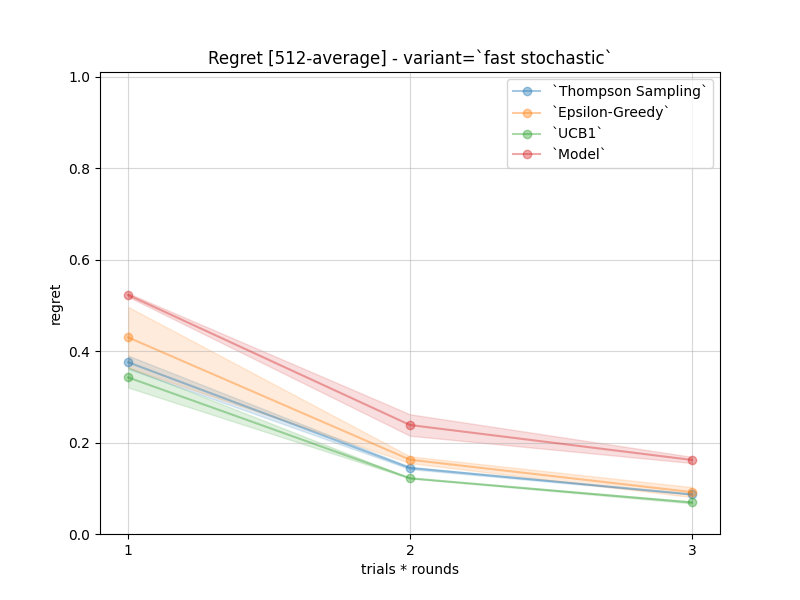 Regret [512-average] - variant=`fast stochastic`
1.0
0.8
0.6
0.4
0.2
0.0
regret
`Thompson Sampling`
`Epsilon-Greedy`
`UCB1`
`Model`
1
2
3
trials * rounds